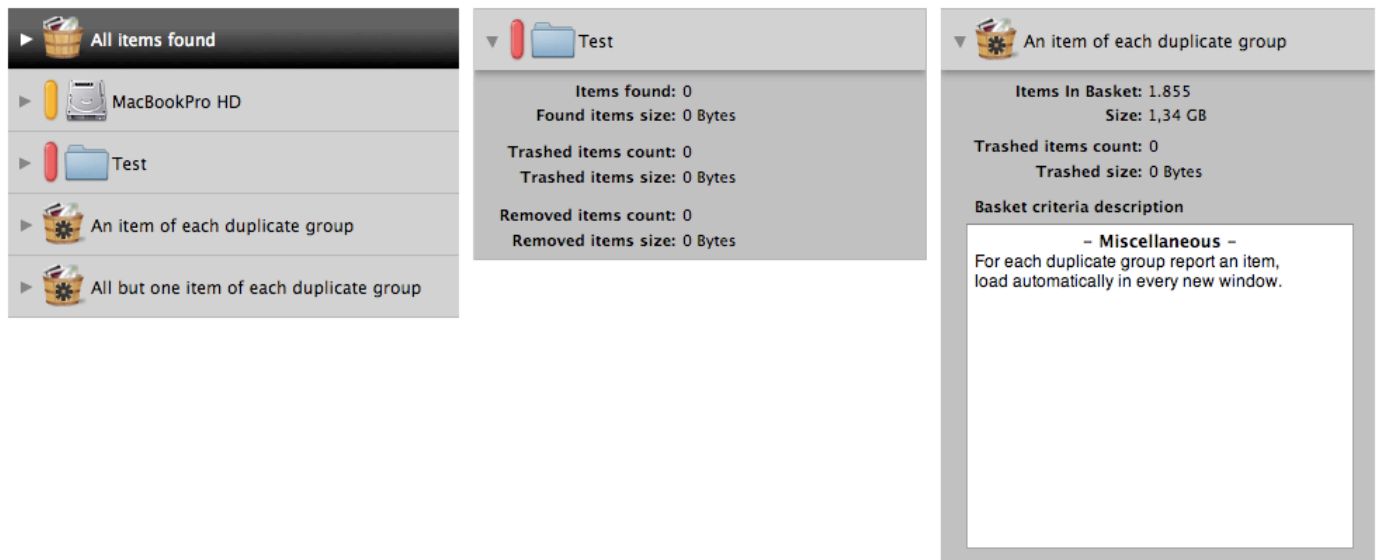 All items found
MacBookPro HD
Test
An item of each duplicate group
All but one item of each duplicate group
Test
Items found: 0
Found items size: 0 Bytes
Trashed items count: 0
Trashed items size: 0 Bytes
Removed items count: 0
Removed items size: 0 Bytes
An item of each duplicate group
Items In Basket: 1.855
Size: 1,34 GB
Trashed items count: 0
Trashed size: 0 Bytes
Basket criteria description
– Miscellaneous –
For each duplicate group report an item,
load automatically in every new window.